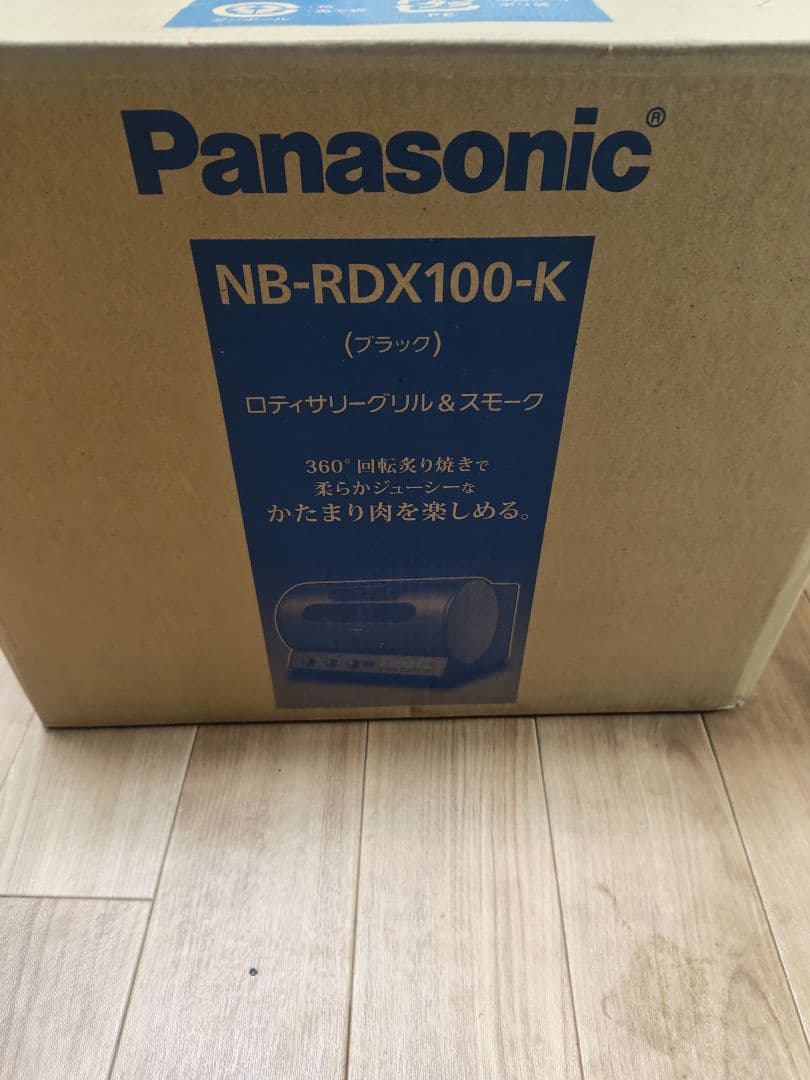 Panasonic®
NB-RDX100-K
(ブラック)
ロティサリーグリル&スモーク
360°回転炙り焼きで
柔らかジューシーな
かたまり肉を楽しめる。